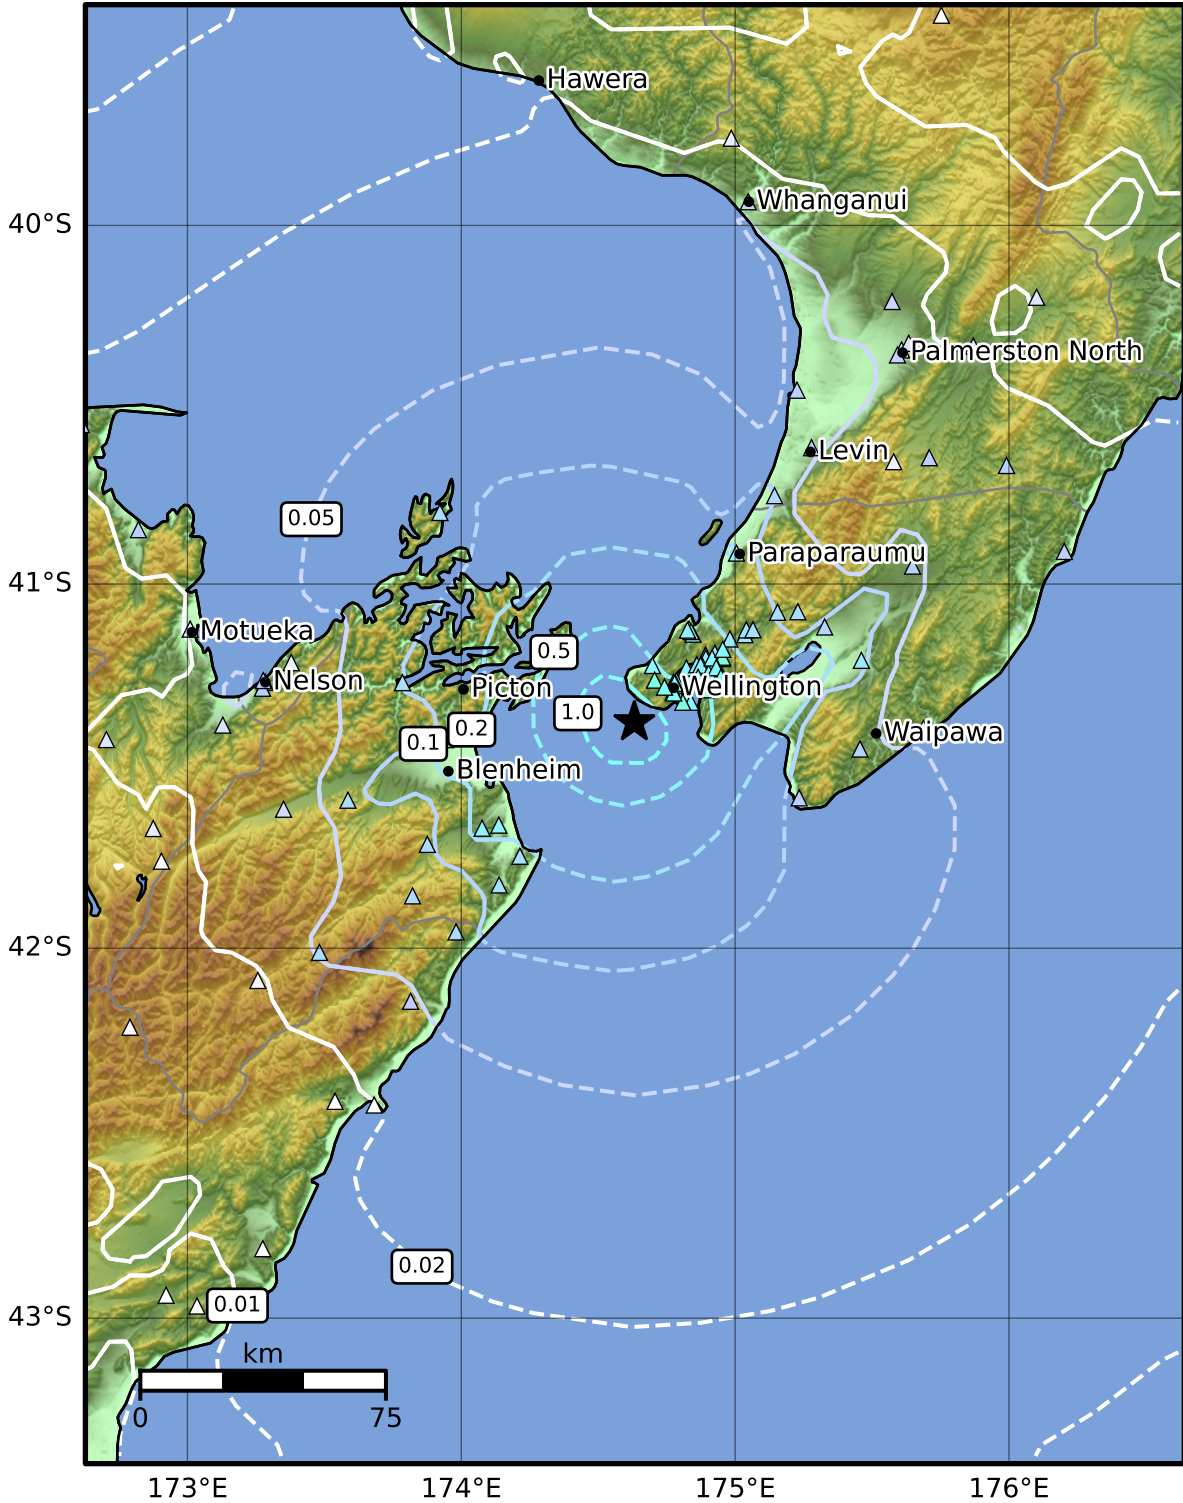 Hawera
Whanganui
40°S
Palmerston North
Levin
0.05
Paraparaumu
41°S
Motueka
0.5
Nelson
Picton
Wellington
1.0
0.2
0.1
Waipawa
Blenheim
42°S
0.02
0.01
43°S
km
0
75
173°E
174°E
175°E
176°E